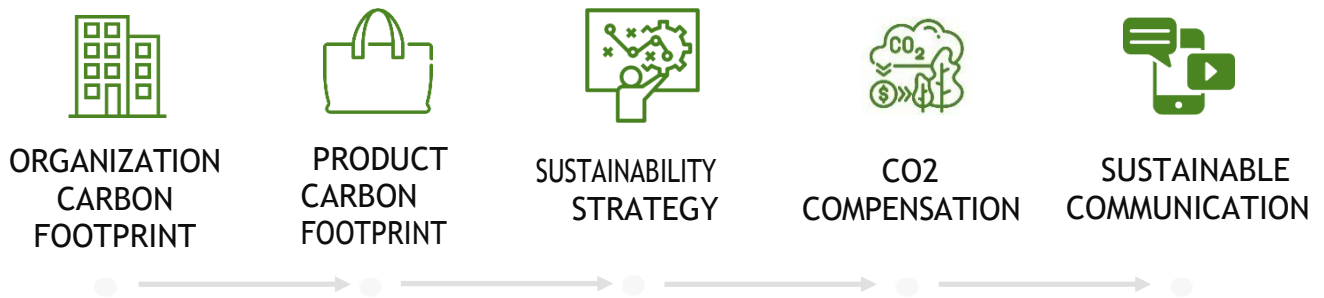 ORGANIZATION
CARBON
FOOTPRINT
PRODUCT
CARBON
FOOTPRINT
SUSTAINABILITY
STRATEGY
CO2
$
CO2
COMPENSATION
SUSTAINABLE
COMMUNICATION